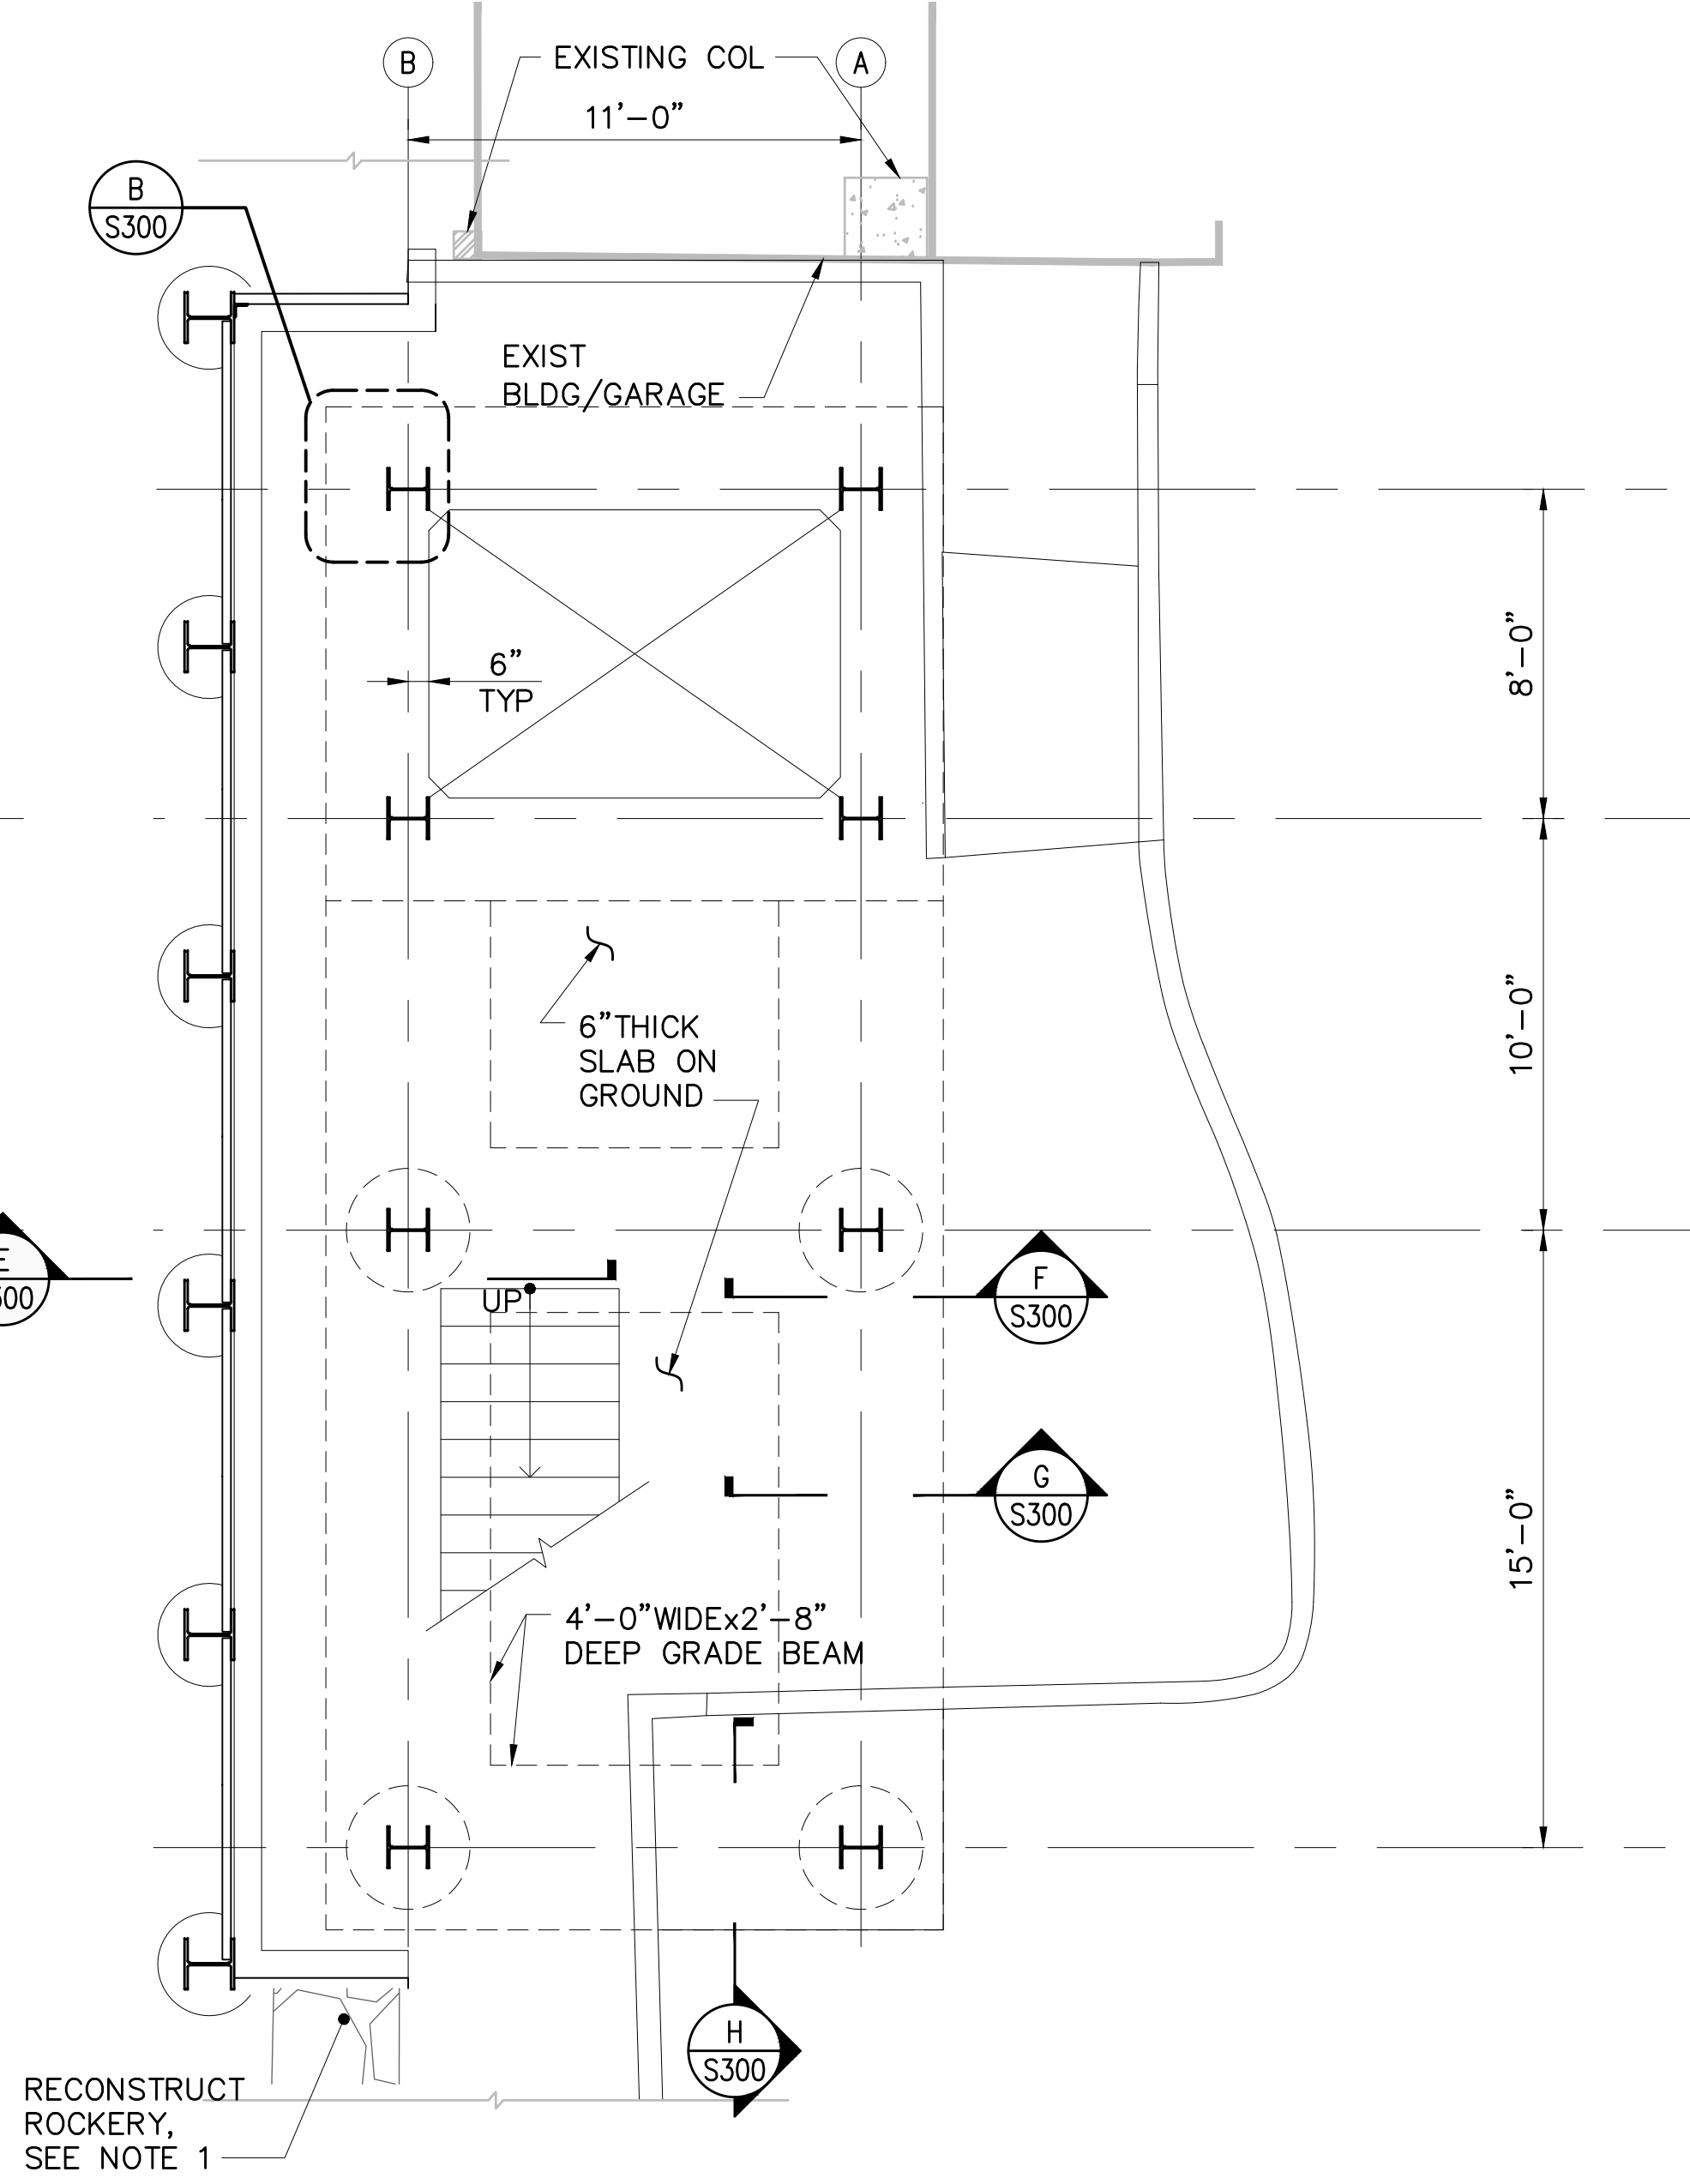 B
EXISTING COL
A
11'-0"
B
S300
EXIST
BLDG/GARAGE
8'-0"
6"
TYP
10'-0"
6"THICK
SLAB ON
GROUND
E
UP
F
S300
G
S300
15'-0"
4'-0"WIDEx2'-8"
DEEP GRADE BEAM
H
S300
RECONSTRUCT
ROCKERY,
SEE NOTE 1